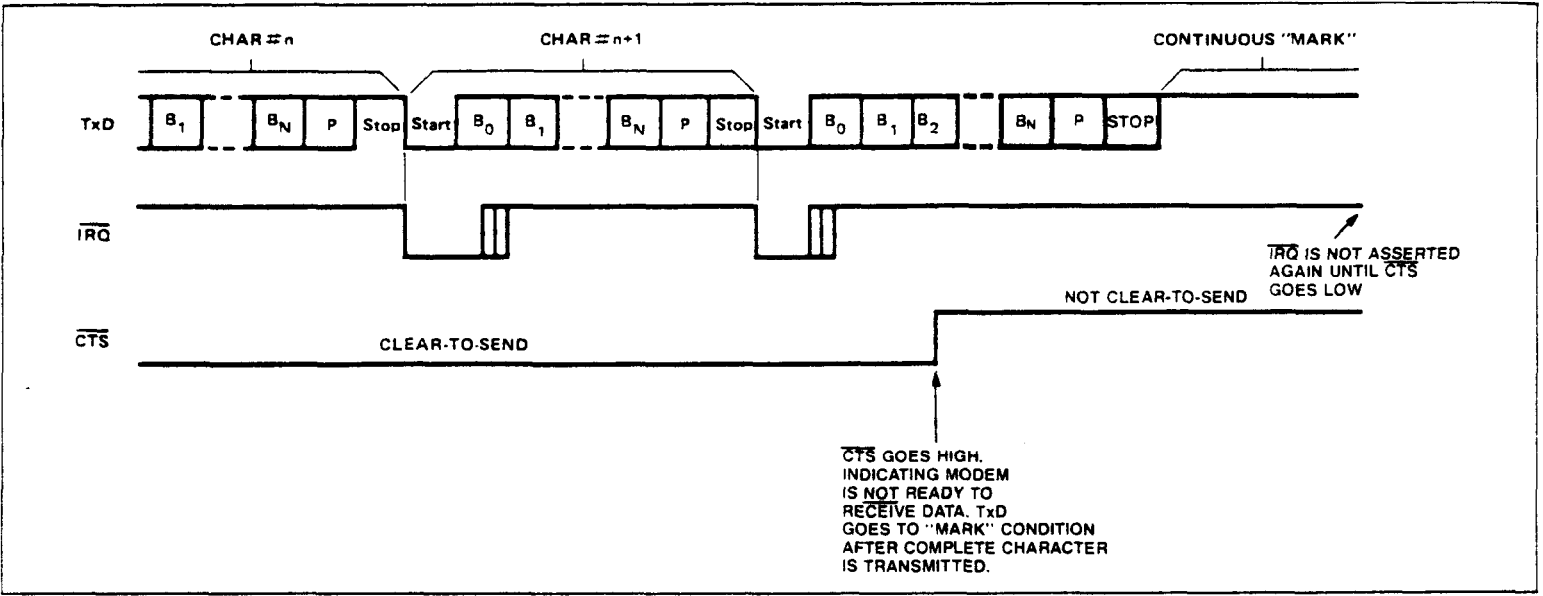 CHAR#n
CHAR#n+1
CONTINUOUS "MARK"
TxD B1 BN P Stop Start B0 B1 BN P Stop Start B0 B1 B2 BN P STOP
IRQ
IRQ IS NOT ASSERTED
AGAIN UNTIL CTS
GOES LOW
NOT CLEAR-TO-SEND
CTS
CLEAR-TO-SEND
CTS GOES HIGH,
INDICATING MODEM
IS NOT READY TO
RECEIVE DATA. TxD
GOES TO "MARK" CONDITION
AFTER COMPLETE CHARACTER
IS TRANSMITTED.